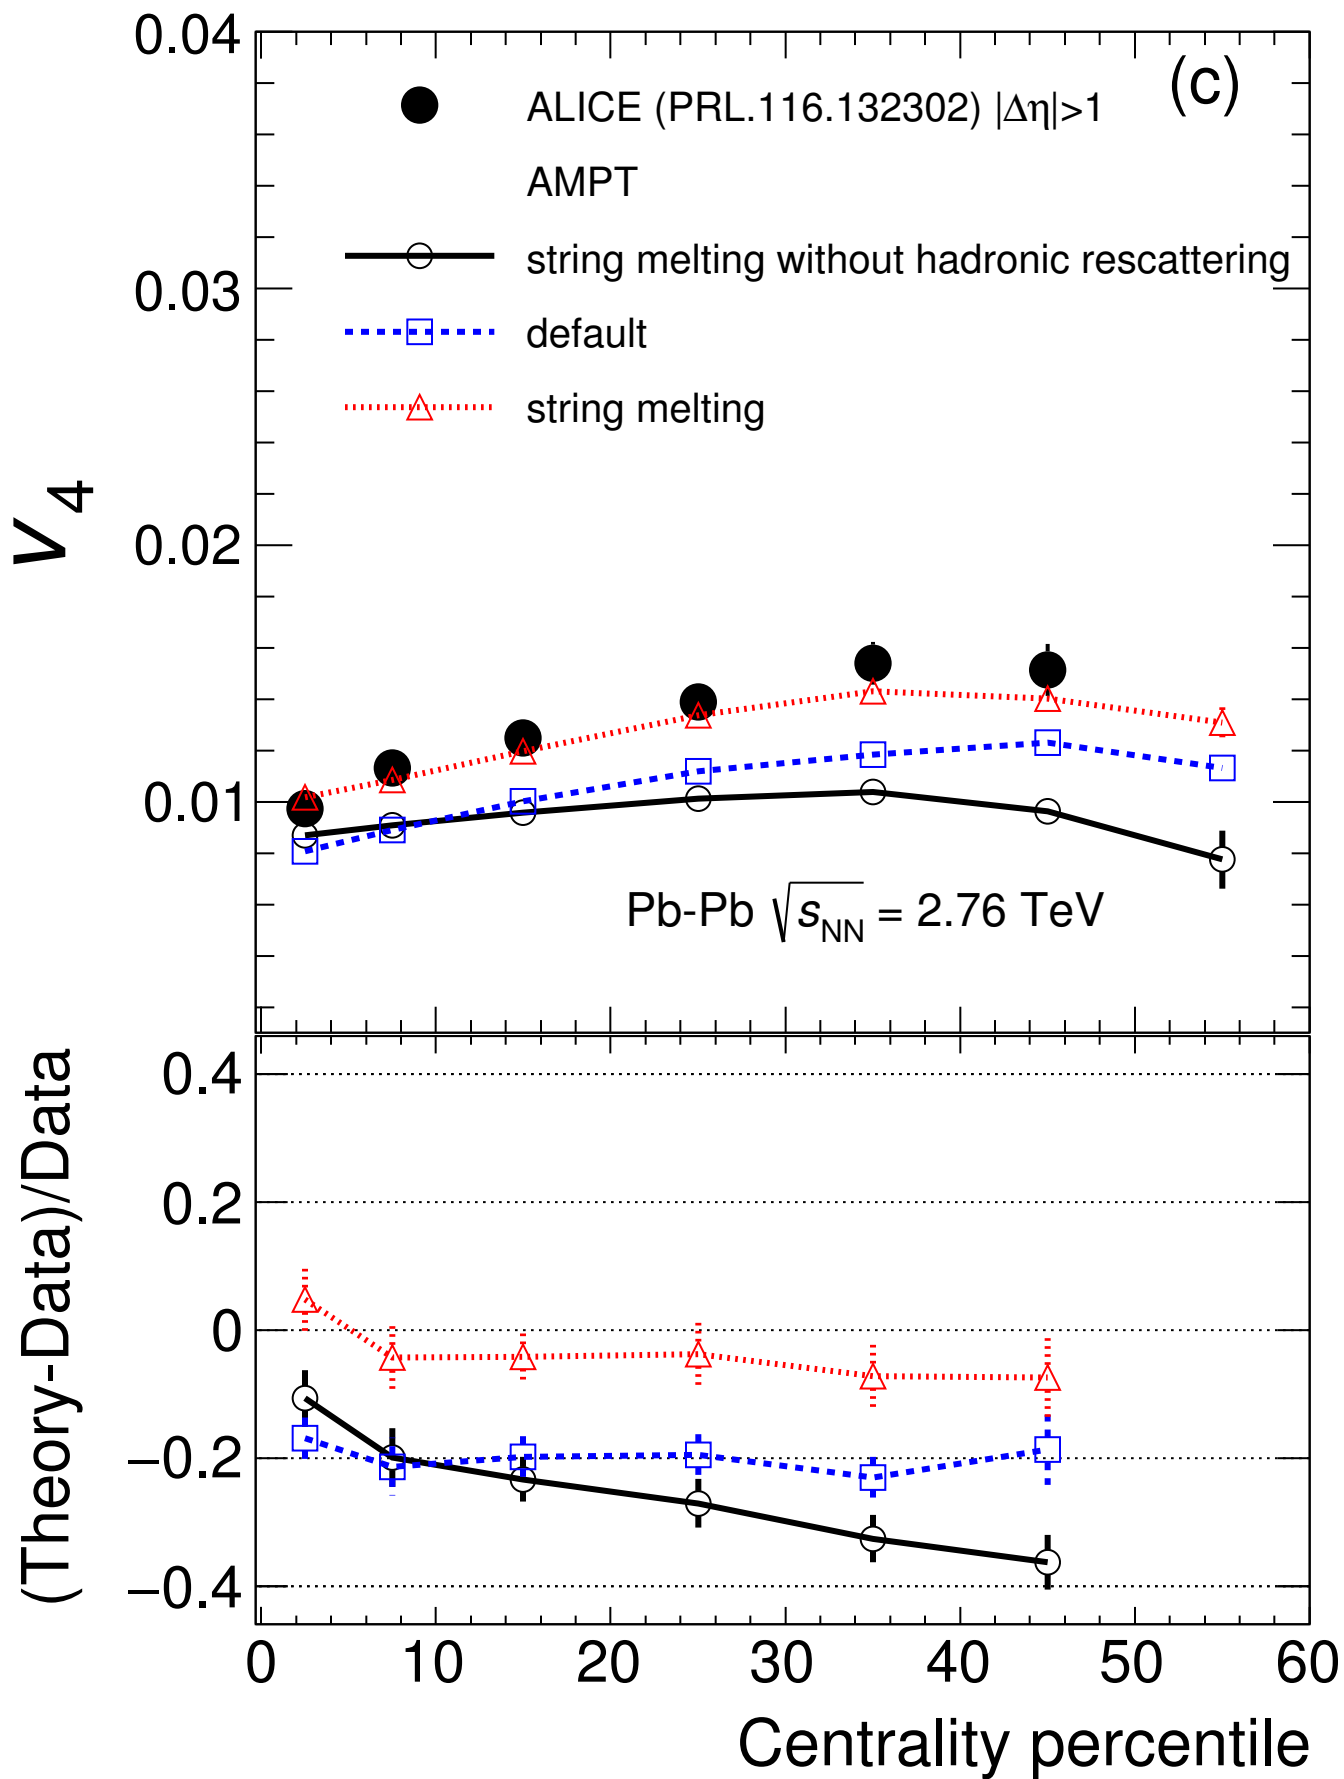 0.04
(c)
ALICE (PRL.116.132302) |Δη|>1
AMPT
string melting without hadronic rescattering
0.03
default
string melting
v4
0.02
0.01
Pb-Pb √sNN = 2.76 TeV
(Theory-Data)/Data
0.4
0.2
0
−0.2
−0.4
0 10 20 30 40 50 60
Centrality percentile